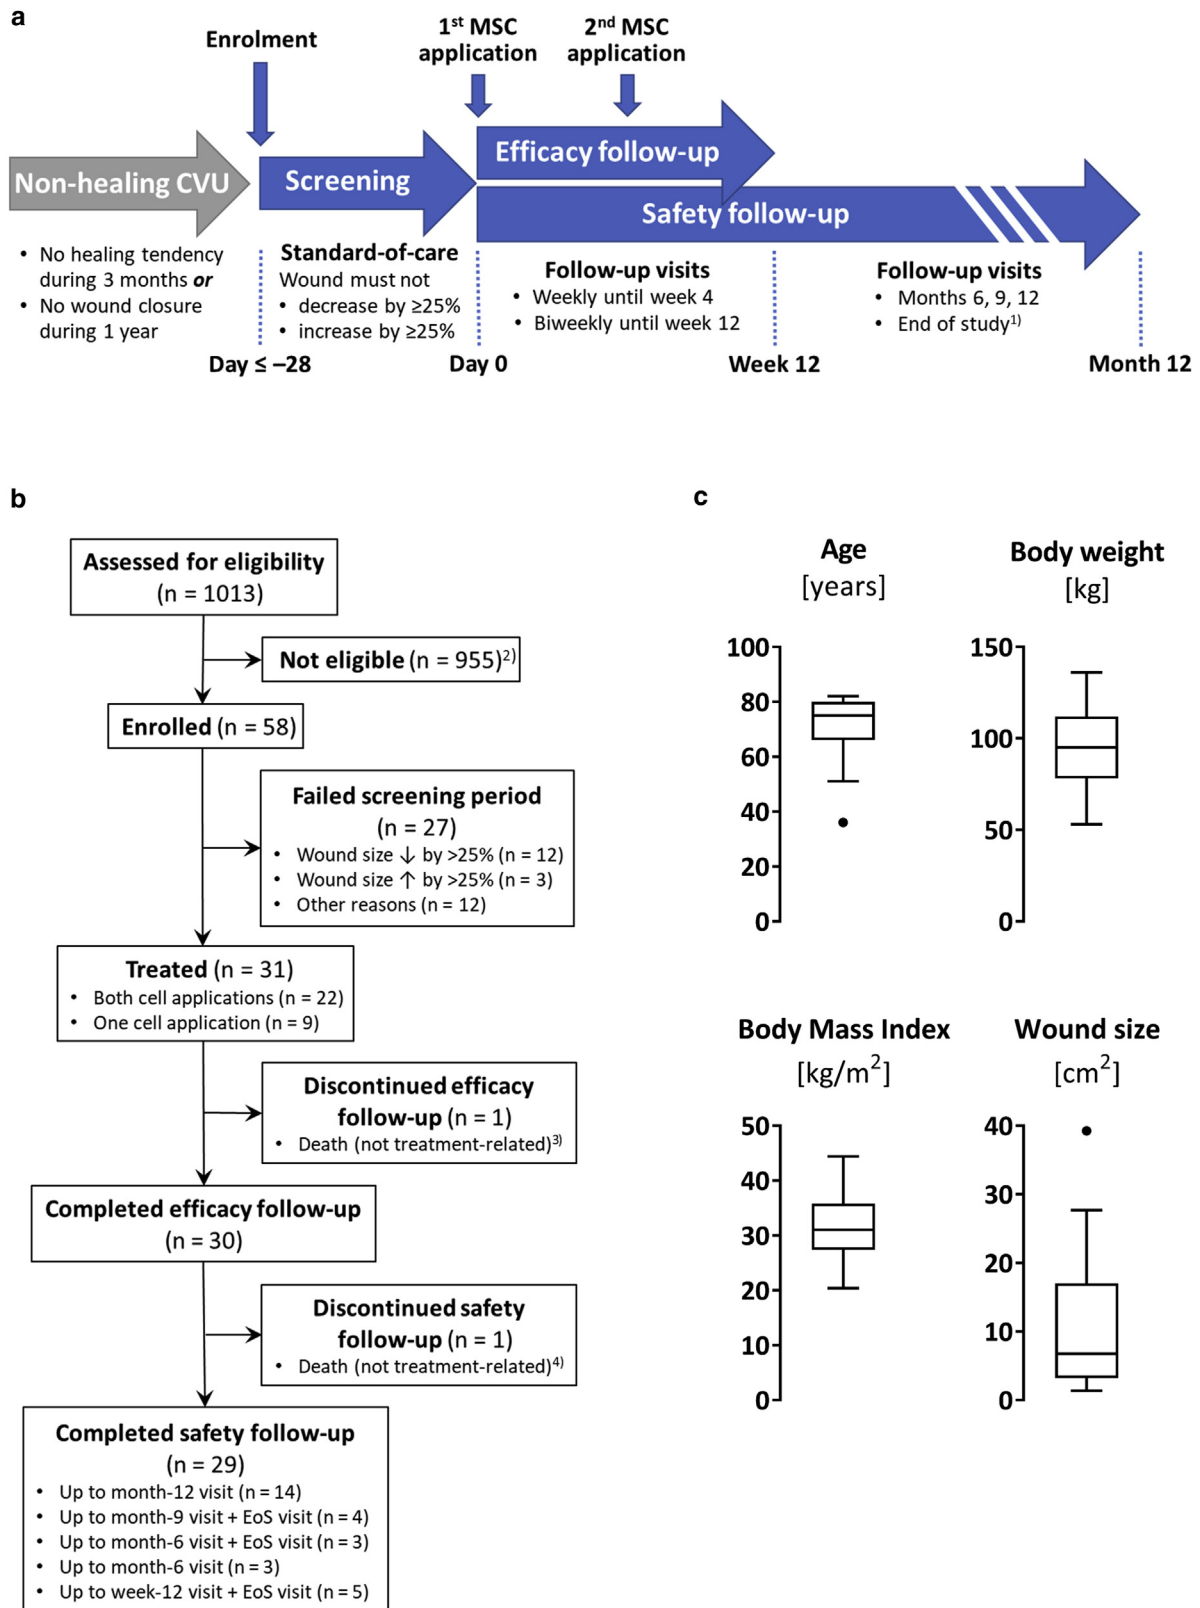 a
Enrolment
1st MSC
application
2nd MSC
application
Non-healing CVU
Screening
Efficacy follow-up
Safety follow-up
• No healing tendency
during 3 months or
• No wound closure
during 1 year
Standard-of-care
Wound must not
• decrease by ≥25%
• increase by ≥25%
Follow-up visits
• Weekly until week 4
• Biweekly until week 12
Follow-up visits
• Months 6, 9, 12
• End of study1)
Day ≤ –28
Day 0
Week 12
Month 12
b
Assessed for eligibility
(n = 1013)
Not eligible (n = 955)2)
Enrolled (n = 58)
Failed screening period
(n = 27)
• Wound size ↓ by >25% (n = 12)
• Wound size ↑ by >25% (n = 3)
• Other reasons (n = 12)
Treated (n = 31)
• Both cell applications (n = 22)
• One cell application (n = 9)
Discontinued efficacy
follow-up (n = 1)
• Death (not treatment-related)3)
Completed efficacy follow-up
(n = 30)
Discontinued safety
follow-up (n = 1)
• Death (not treatment-related)4)
Completed safety follow-up
(n = 29)
• Up to month-12 visit (n = 14)
• Up to month-9 visit + EoS visit (n = 4)
• Up to month-6 visit + EoS visit (n = 3)
• Up to month-6 visit (n = 3)
• Up to week-12 visit + EoS visit (n = 5)
c
Age
[years]
100
80
60
40
20
0
Body weight
[kg]
150
100
50
0
Body Mass Index
[kg/m2]
50
40
30
20
10
0
Wound size
[cm2]
40
30
20
10
0